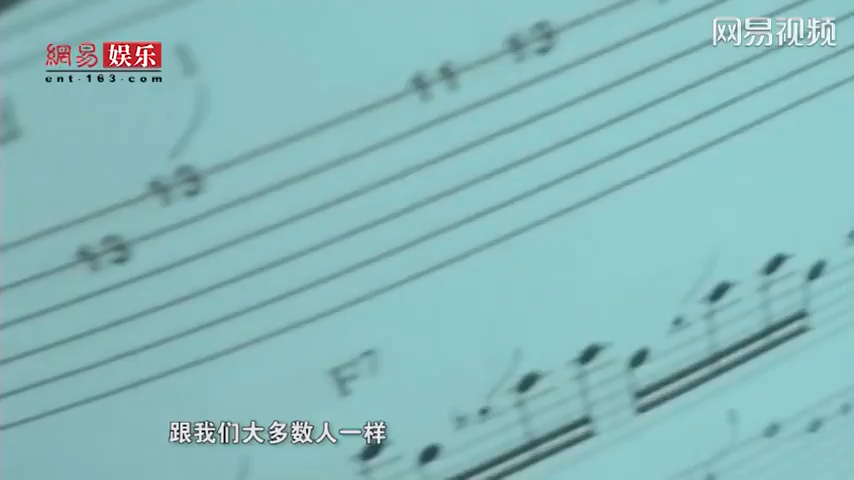 網易娱乐
ent·163·com
网易视频
11 13
13
13
F7
跟我们大多数人一样